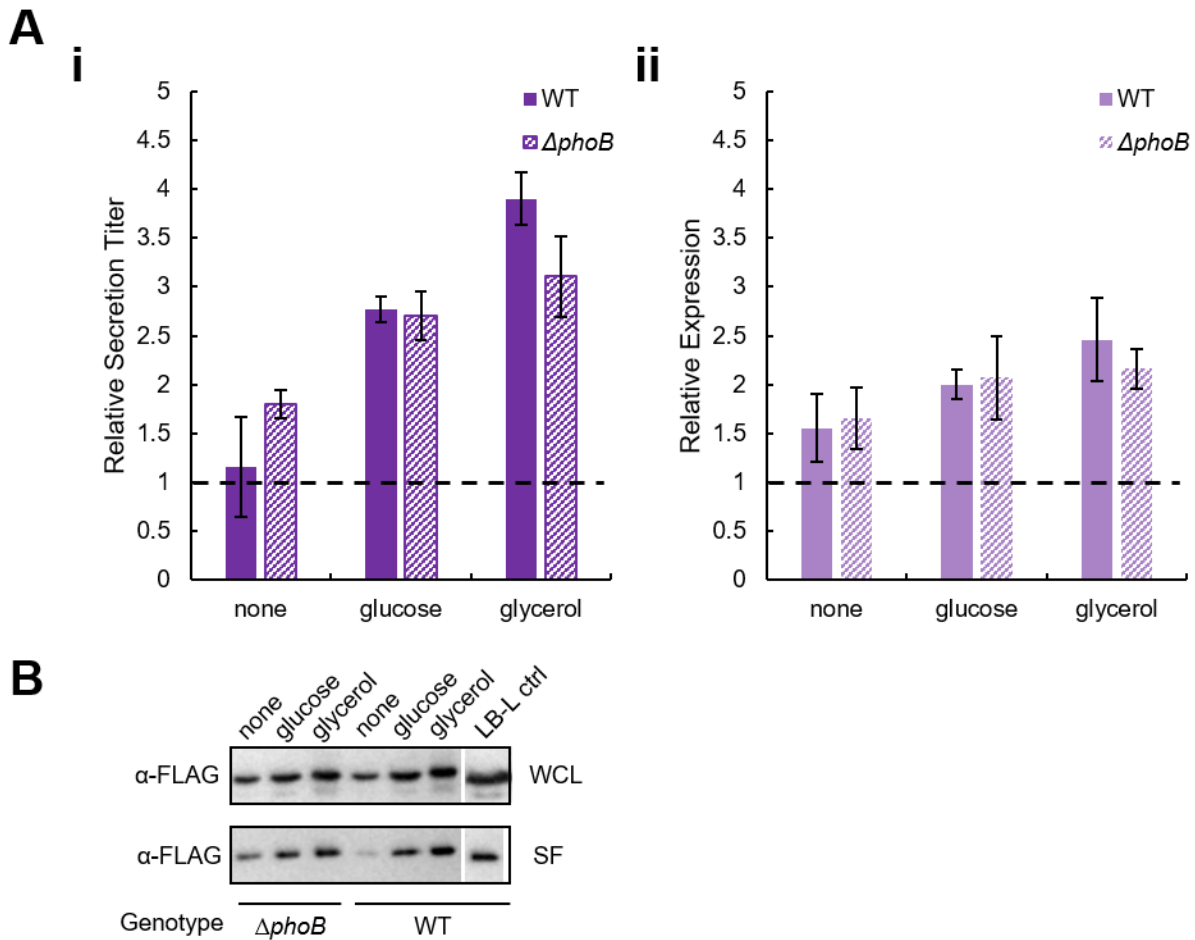 A
i
5
4.5
4
3.5
3
2.5
2
1.5
1
0.5
0
Relative Secretion Titer
WT
ΔphoB
none glucose glycerol
ii
5
4.5
4
3.5
3
2.5
2
1.5
1
0.5
0
Relative Expression
WT
ΔphoB
none glucose glycerol
B
none glucose glycerol none glucose glycerol LB-L ctrl
α-FLAG WCL
α-FLAG SF
Genotype ΔphoB WT